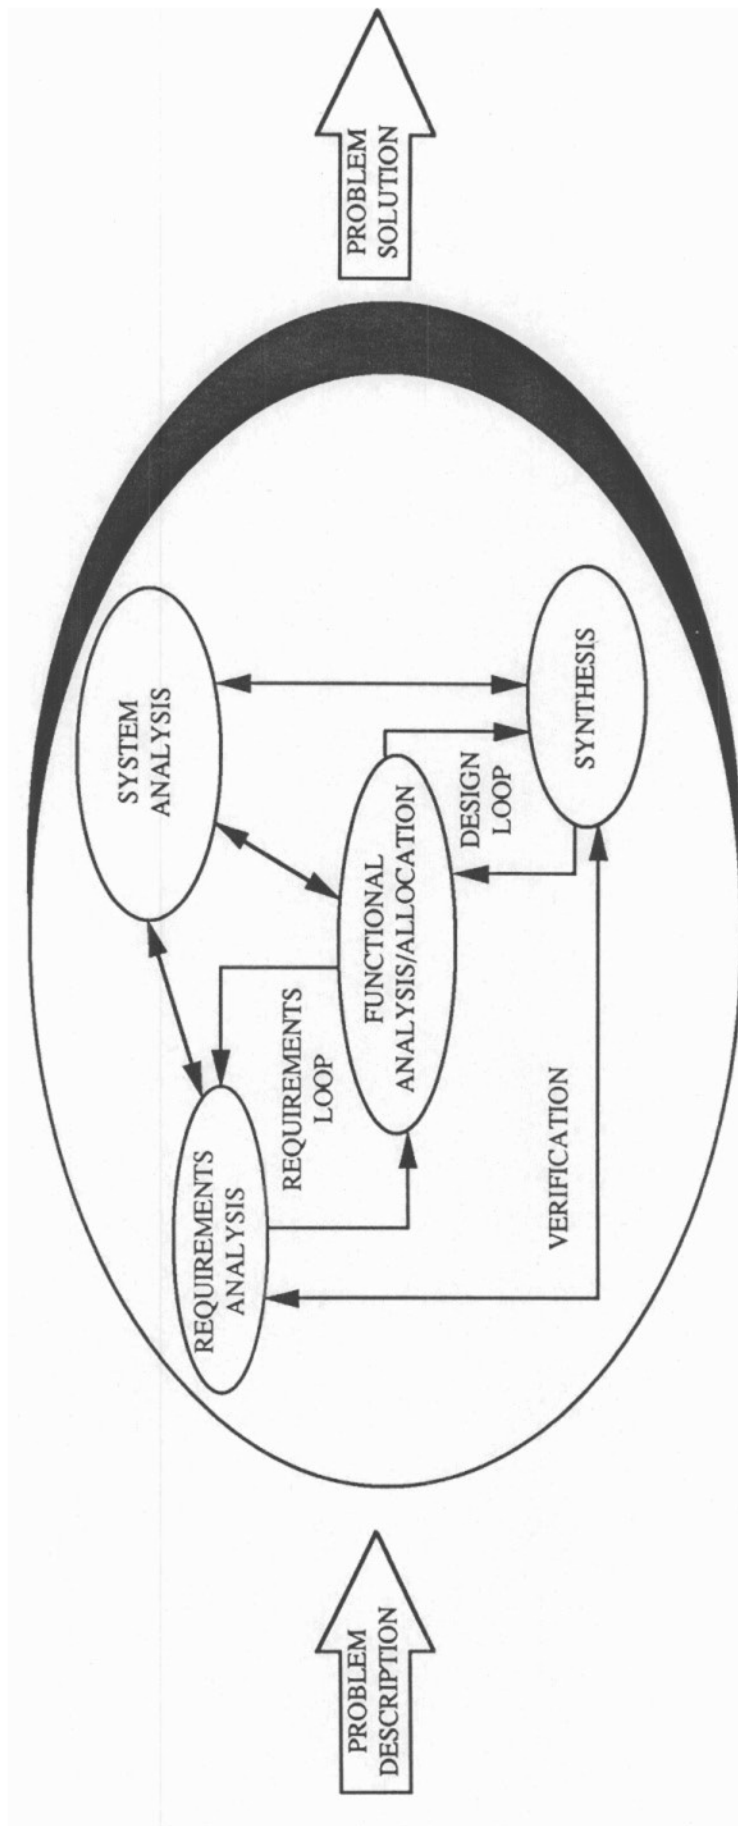 PROBLEM
DESCRIPTION
REQUIREMENTS
ANALYSIS
SYSTEM
ANALYSIS
REQUIREMENTS
LOOP
FUNCTIONAL
ANALYSIS/ALLOCATION
DESIGN
LOOP
VERIFICATION
SYNTHESIS
PROBLEM
SOLUTION